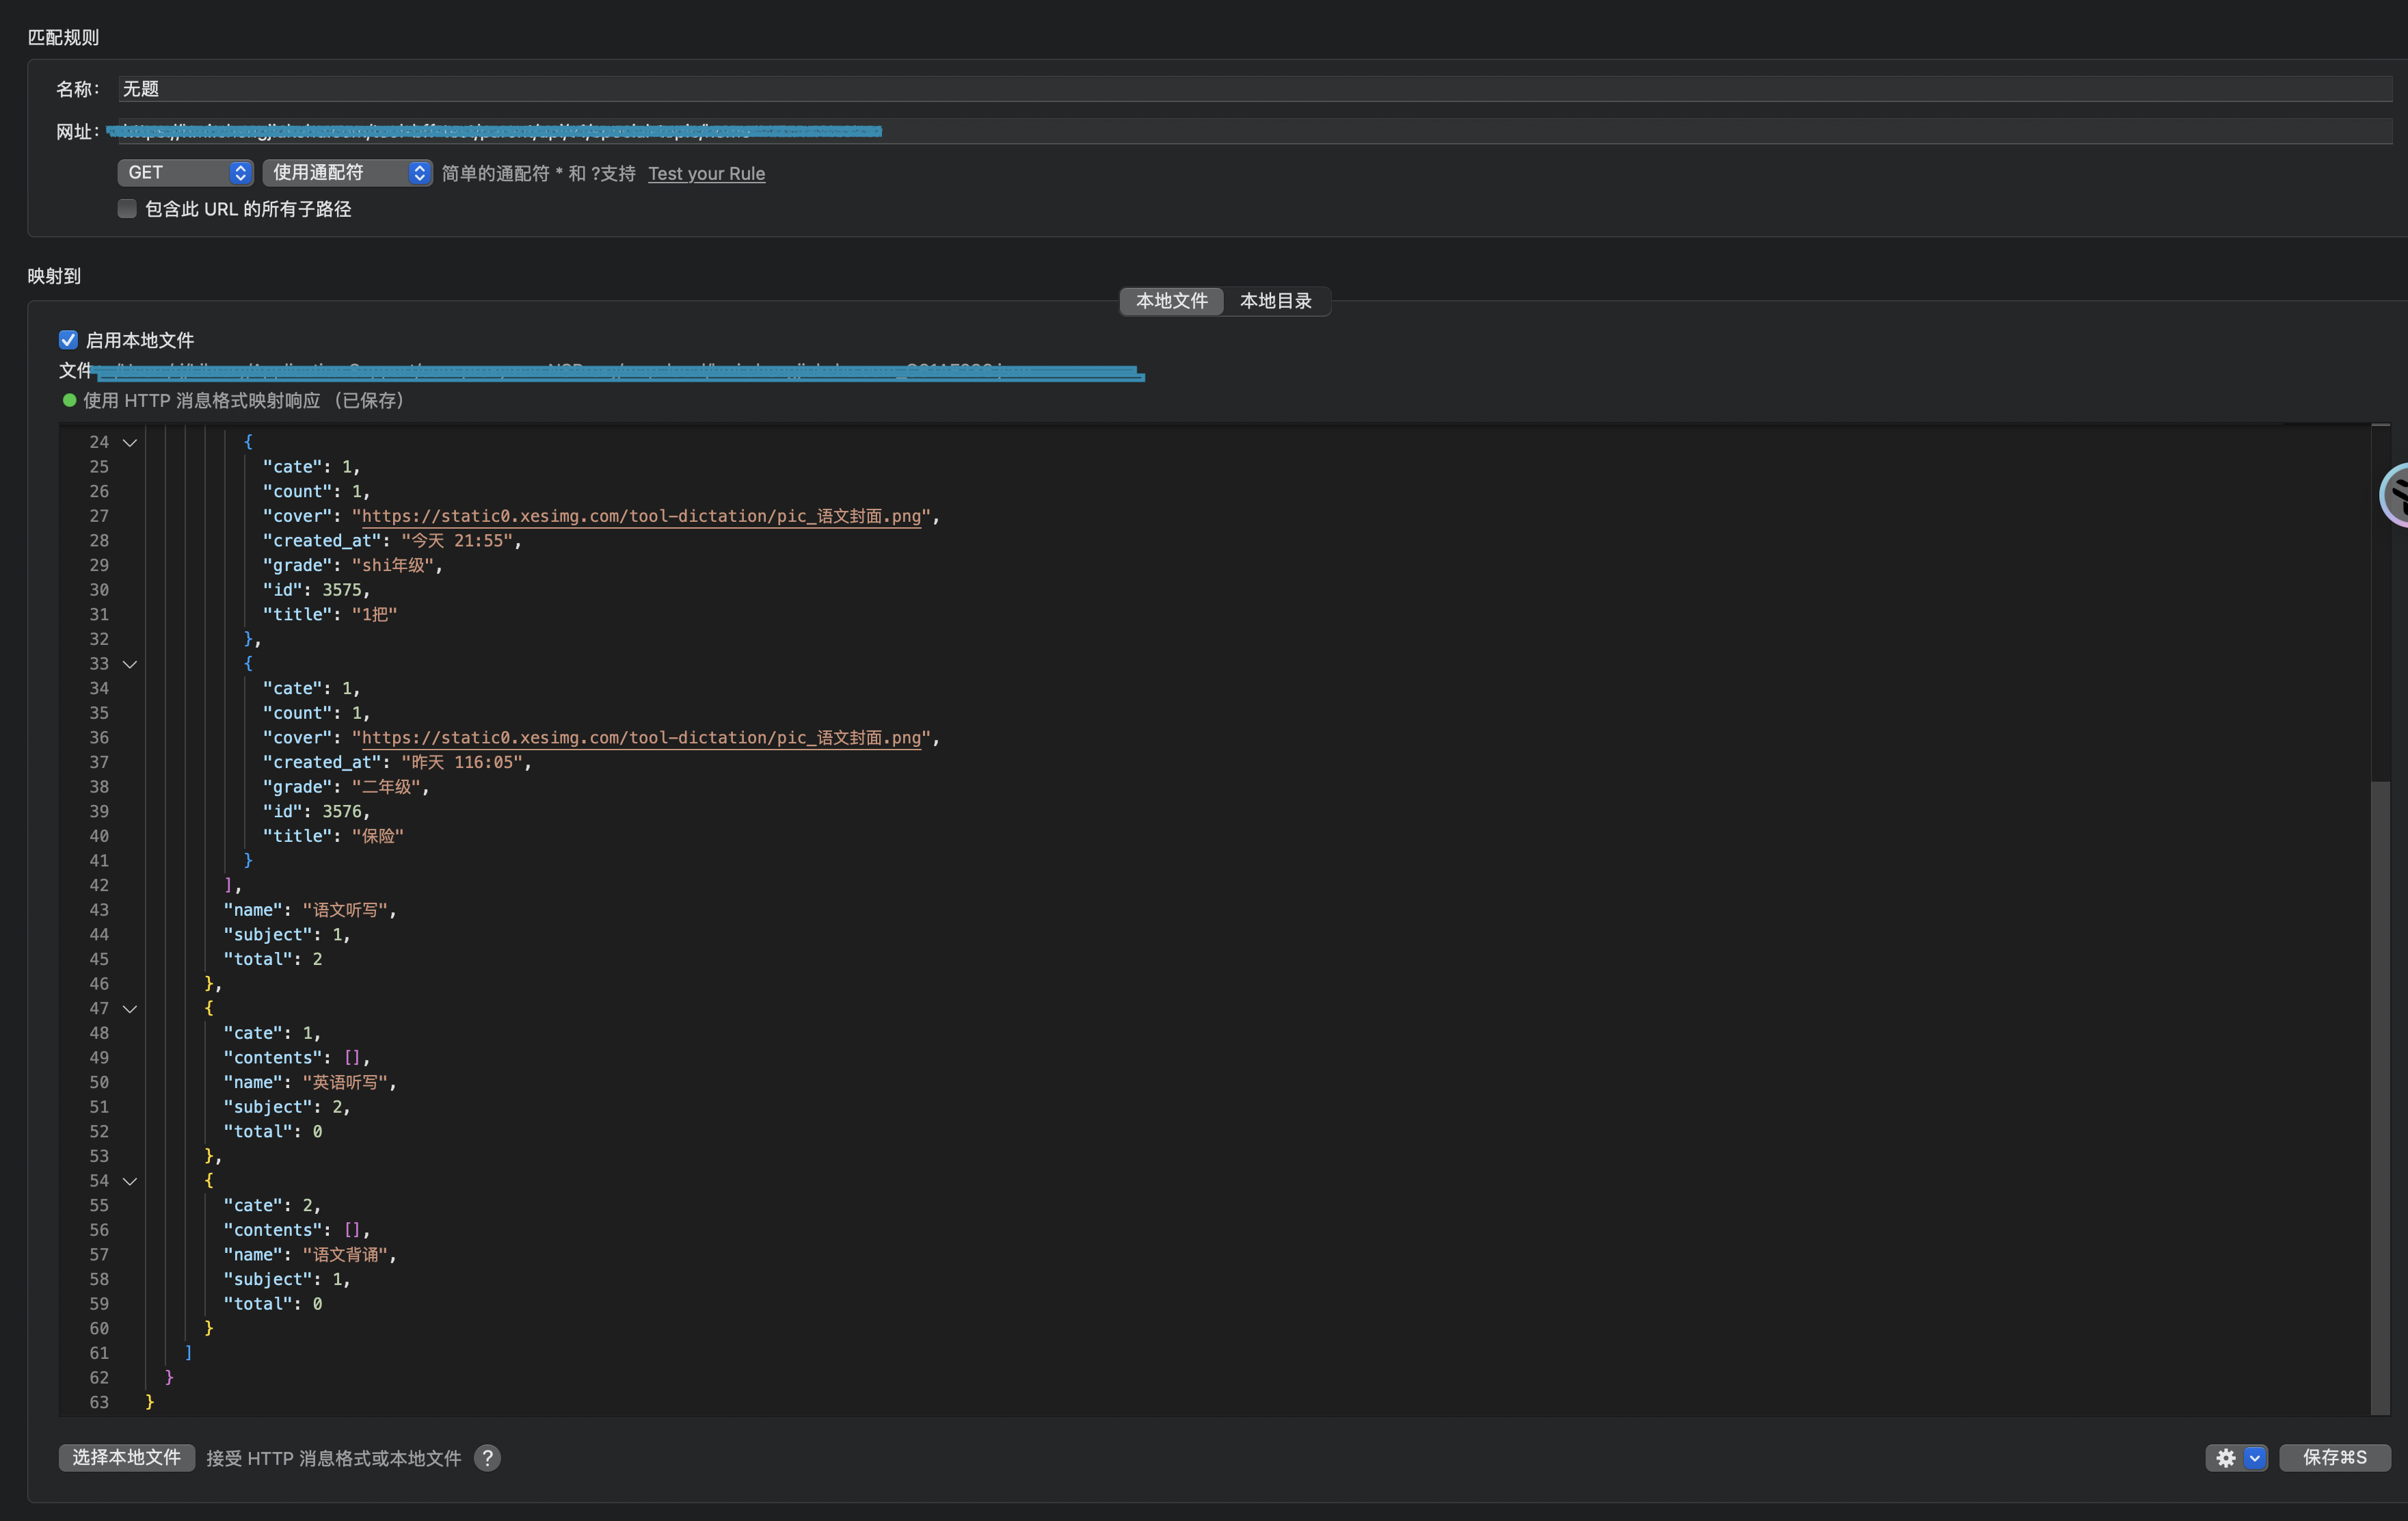 匹配规则
名称： 无题
网址：
GET 使用通配符 简单的通配符 * 和 ?支持 Test your Rule
包含此 URL 的所有子路径
映射到
本地文件 本地目录
启用本地文件
文件
使用 HTTP 消息格式映射响应 （已保存）
24 {
25 "cate": 1,
26 "count": 1,
27 "cover": "https://static0.xesimg.com/tool-dictation/pic_语文封面.png",
28 "created_at": "今天 21:55",
29 "grade": "shi年级",
30 "id": 3575,
31 "title": "1把"
32 },
33 {
34 "cate": 1,
35 "count": 1,
36 "cover": "https://static0.xesimg.com/tool-dictation/pic_语文封面.png",
37 "created_at": "昨天 116:05",
38 "grade": "二年级",
39 "id": 3576,
40 "title": "保险"
41 }
42 ],
43 "name": "语文听写",
44 "subject": 1,
45 "total": 2
46 },
47 {
48 "cate": 1,
49 "contents": [],
50 "name": "英语听写",
51 "subject": 2,
52 "total": 0
53 },
54 {
55 "cate": 2,
56 "contents": [],
57 "name": "语文背诵",
58 "subject": 1,
59 "total": 0
60 }
61 ]
62 }
63 }
选择本地文件 接受 HTTP 消息格式或本地文件 ?
保存⌘S